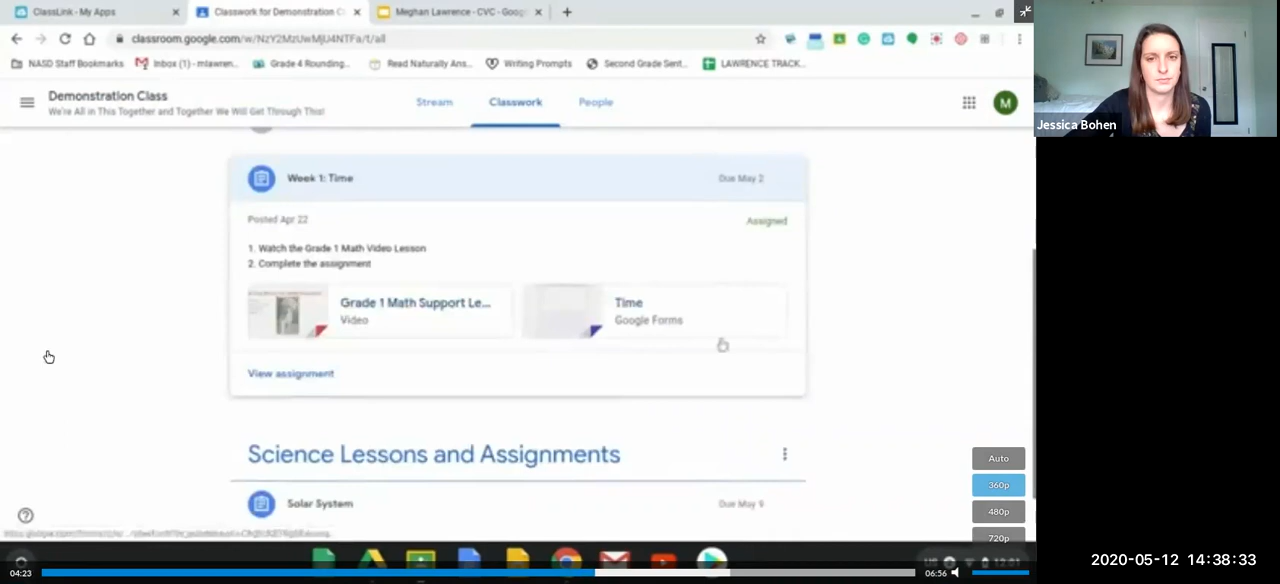 ClassLink - My Apps
Classwork for Demonstration C
Meghan Lawrence - CVC - Goog
classroom.google.com/w/NzY2MzUwMjU4NTFa/t/all
NASD Staff Bookmarks
Inbox (1) - mlawren...
Grade 4 Rounding...
Read Naturally Ans...
Writing Prompts
Second Grade Sent...
LAWRENCE TRACK...
Demonstration Class
We're All in This Together and Together We Will Get Through This!
Stream
Classwork
People
M
Jessica Bohen
Week 1: Time
Due May 2
Posted Apr 22
Assigned
1. Watch the Grade 1 Math Video Lesson
2. Complete the assignment
Grade 1 Math Support Le...
Video
Time
Google Forms
View assignment
Science Lessons and Assignments
Solar System
Due May 9
Auto
360p
480p
720p
04:23
06:56
2020-05-12 14:38:33